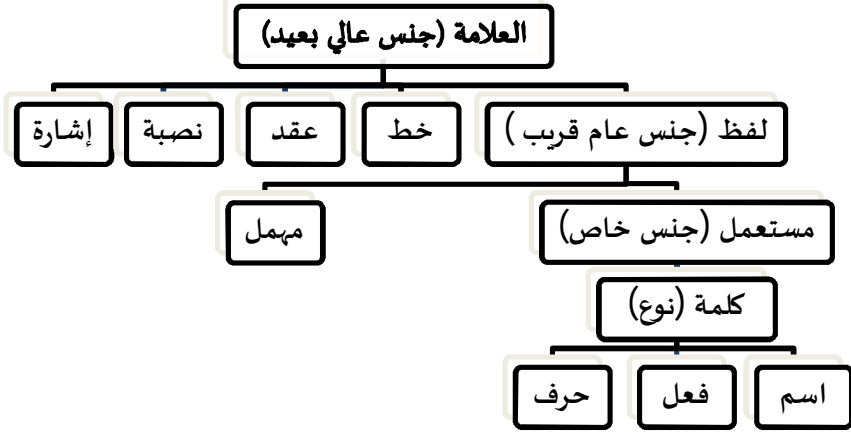 العلامة (جنس عالي بعيد)
لفظ (جنس عام قريب )
خط
عقد
نصبة
إشارة
مستعمل (جنس خاص)
مهمل
كلمة (نوع)
اسم
فعل
حرف